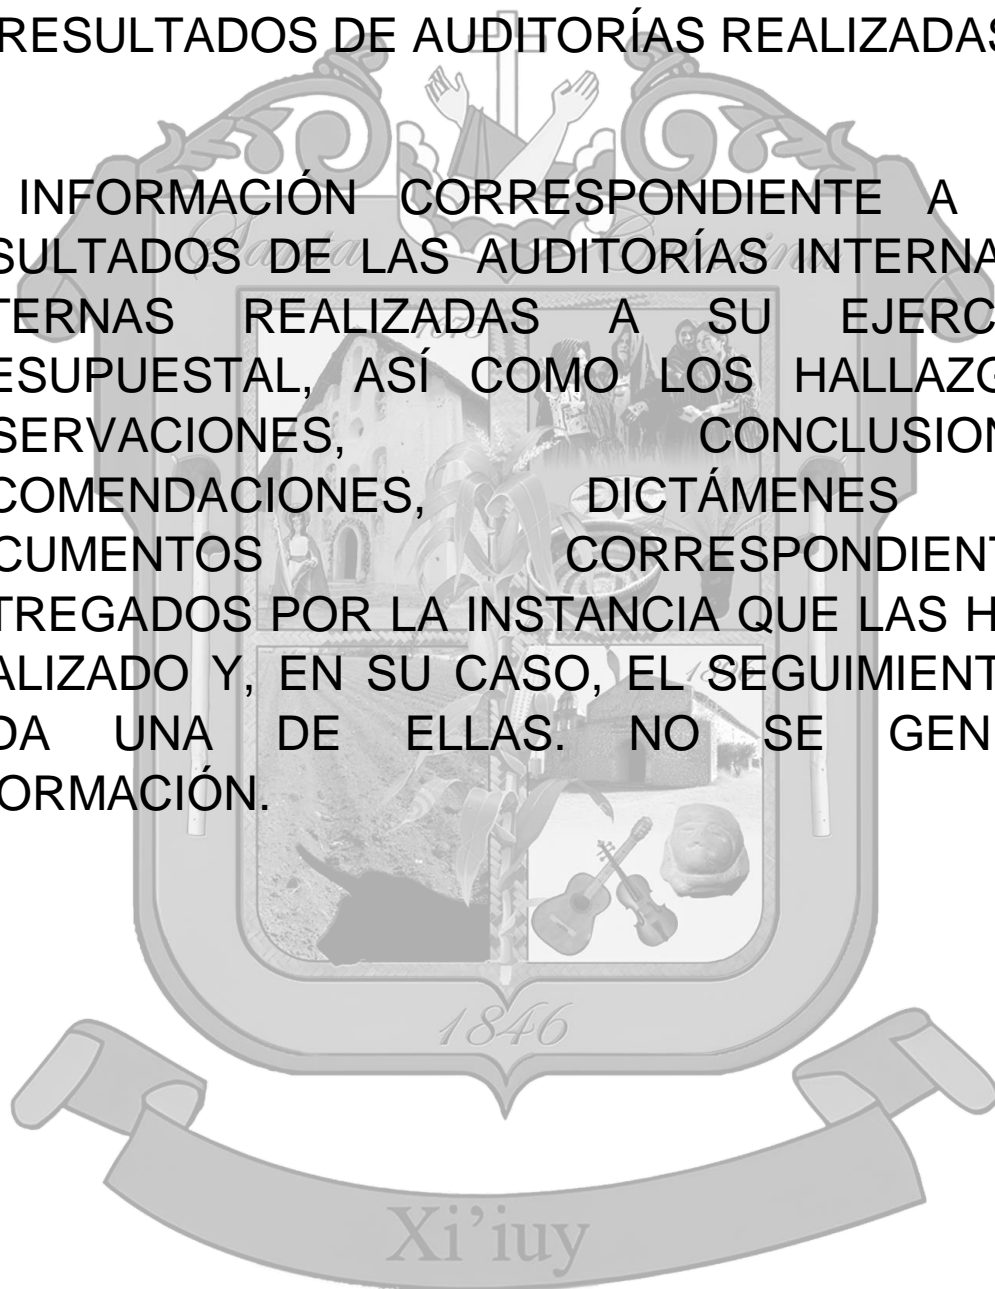 RESULTADOS DE AUDITORÍAS REALIZADAS
INFORMACIÓN CORRESPONDIENTE A
Santa Catarina
SULTADOS DE LAS AUDITORÍAS INTERNA
TERNAS REALIZADAS A SU EJERC
ESUPUESTAL, ASÍ COMO LOS HALLAZG
SERVACIONES, CONCLUSION
COMENDACIONES, DICTÁMENES
CUMENTOS CORRESPONDIENT
TREGADOS POR LA INSTANCIA QUE LAS H
ALIZADO Y, EN SU CASO, EL SEGUIMIENT
DA UNA DE ELLAS. NO SE GEN
ORMACIÓN.
1846
Xi'iuy